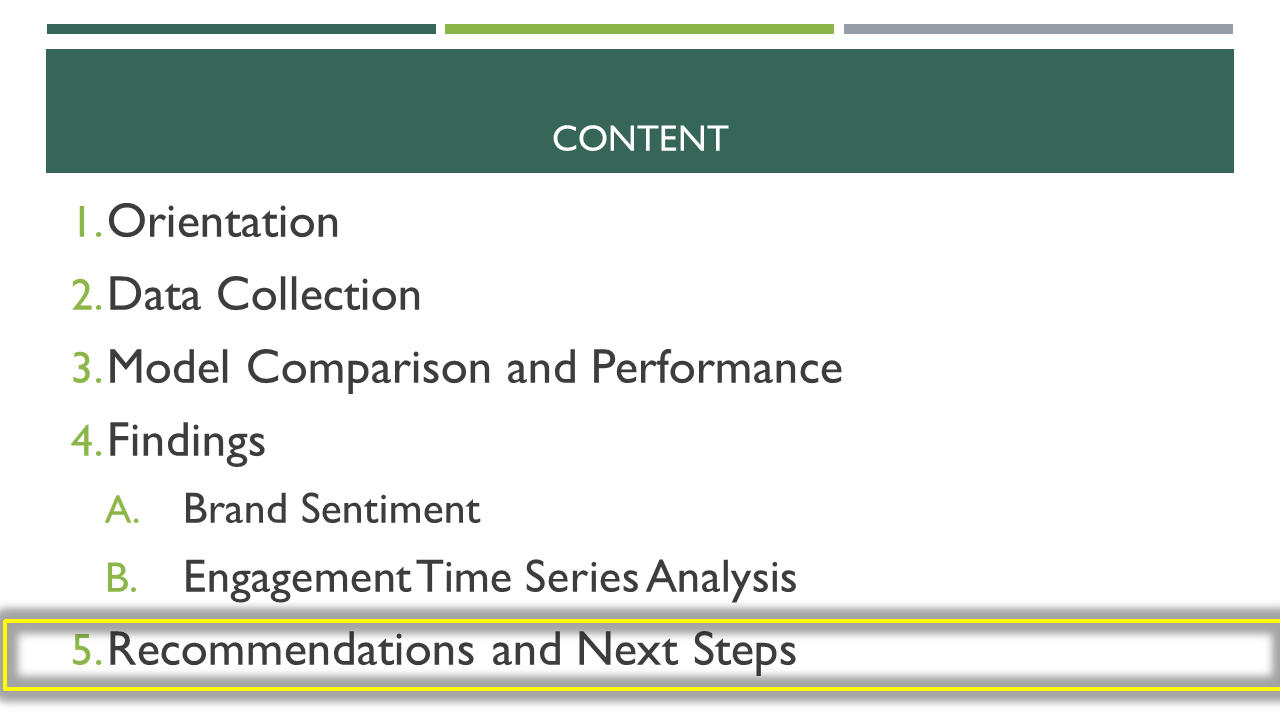 CONTENT
1. Orientation
2. Data Collection
3. Model Comparison and Performance
4. Findings
A. Brand Sentiment
B. Engagement Time Series Analysis
5. Recommendations and Next Steps